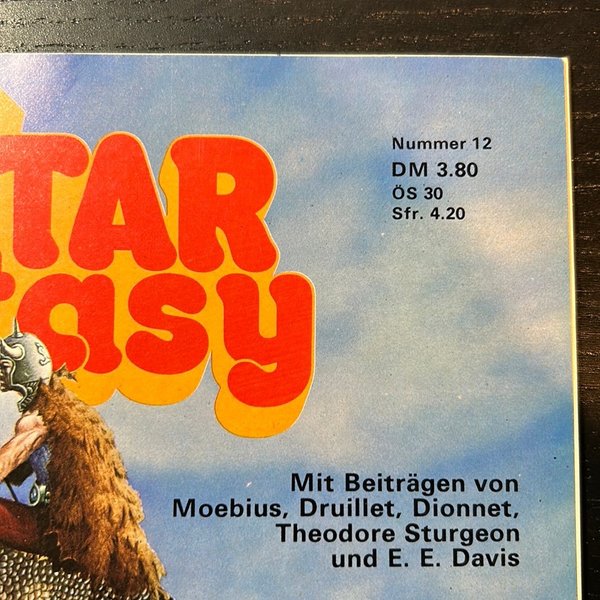 TAR
tasy
Nummer 12
DM 3.80
ÖS 30
Sfr. 4.20
Mit Beiträgen von
Moebius, Druillet, Dionnet,
Theodore Sturgeon
und E. E. Davis